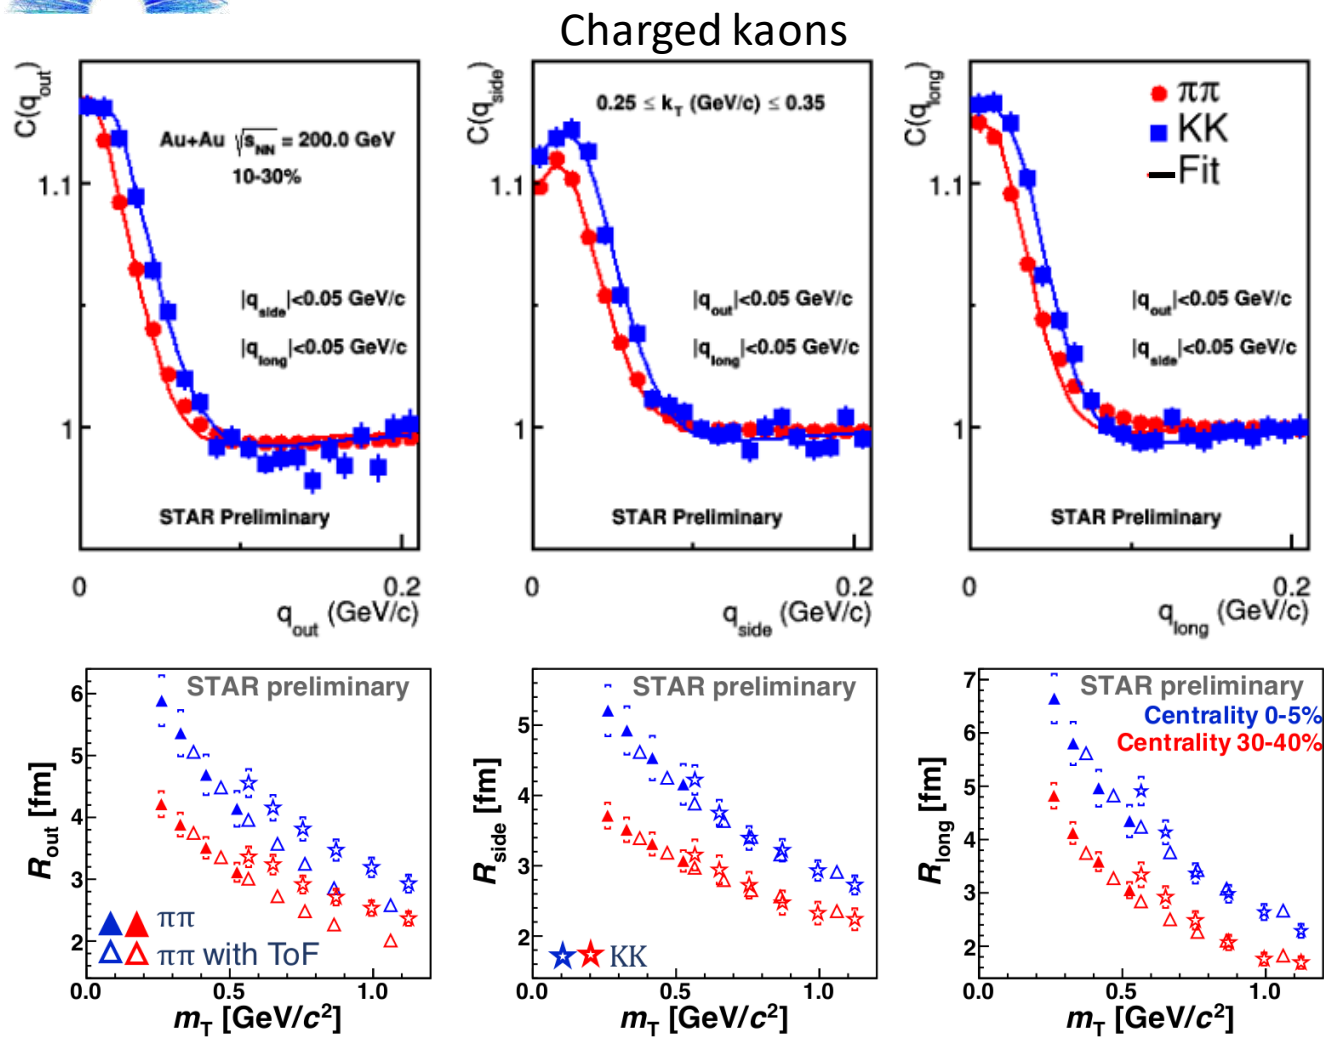 Charged kaons
C(q_out)
Au+Au √s_NN = 200.0 GeV
10-30%
1.1
|q_side|<0.05 GeV/c
|q_long|<0.05 GeV/c
1
STAR Preliminary
0 0.2
q_out (GeV/c)
C(q_side)
0.25 ≤ k_T (GeV/c) ≤ 0.35
1.1
|q_out|<0.05 GeV/c
|q_long|<0.05 GeV/c
1
STAR Preliminary
0 0.2
q_side (GeV/c)
C(q_long)
ππ
KK
Fit
1.1
|q_out|<0.05 GeV/c
|q_side|<0.05 GeV/c
1
STAR Preliminary
0 0.2
q_long (GeV/c)
STAR preliminary
6
5
4
3
2
R_out [fm]
ππ
ππ with ToF
0.0 0.5 1.0
m_T [GeV/c²]
STAR preliminary
5
4
3
2
R_side [fm]
KK
0.0 0.5 1.0
m_T [GeV/c²]
STAR preliminary
Centrality 0-5%
Centrality 30-40%
7
6
5
4
3
2
R_long [fm]
0.0 0.5 1.0
m_T [GeV/c²]